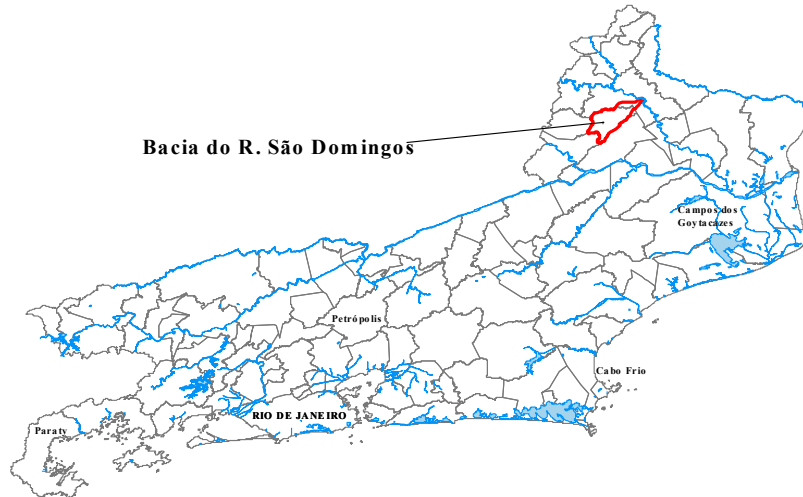 Bacia do R. São Domingos
Campos dos
Goytacazes
Petrópolis
Cabo Frio
RIO DE JANEIRO
Paraty